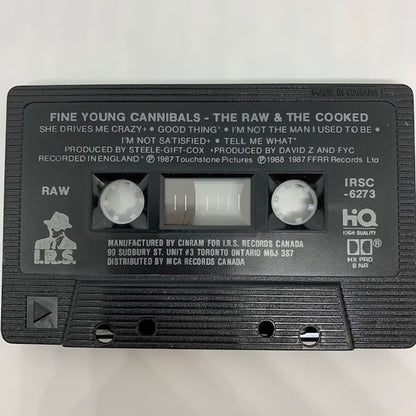 MADE IN CANADA
FINE YOUNG CANNIBALS - THE RAW & THE COOKED
SHE DRIVES ME CRAZY+ • GOOD THING* • I'M NOT THE MAN I USED TO BE •
I'M NOT SATISFIED+ • TELL ME WHAT*
PRODUCED BY STEELE-GIFT-COX +PRODUCED BY DAVID Z AND FYC
RECORDED IN ENGLAND * ℗ 1987 Touchstone Pictures ℗ 1988 1987 FFRR Records Ltd
RAW
IRSC
-6273
I.R.S.
HiQ
HIGH QUALITY
HX PRO
B NR
MANUFACTURED BY CINRAM FOR I.R.S. RECORDS CANADA
99 SUDBURY ST. UNIT #3 TORONTO ONTARIO M6J 3S7
DISTRIBUTED BY MCA RECORDS CANADA